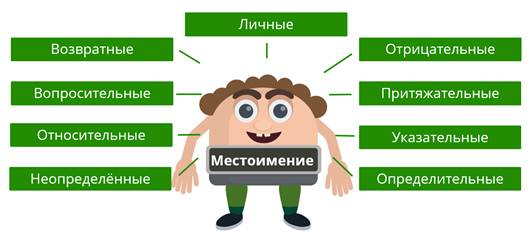 Личные
Возвратные
Отрицательные
Вопросительные
Притяжательные
Относительные
Указательные
Местоимение
Неопределённые
Определительные